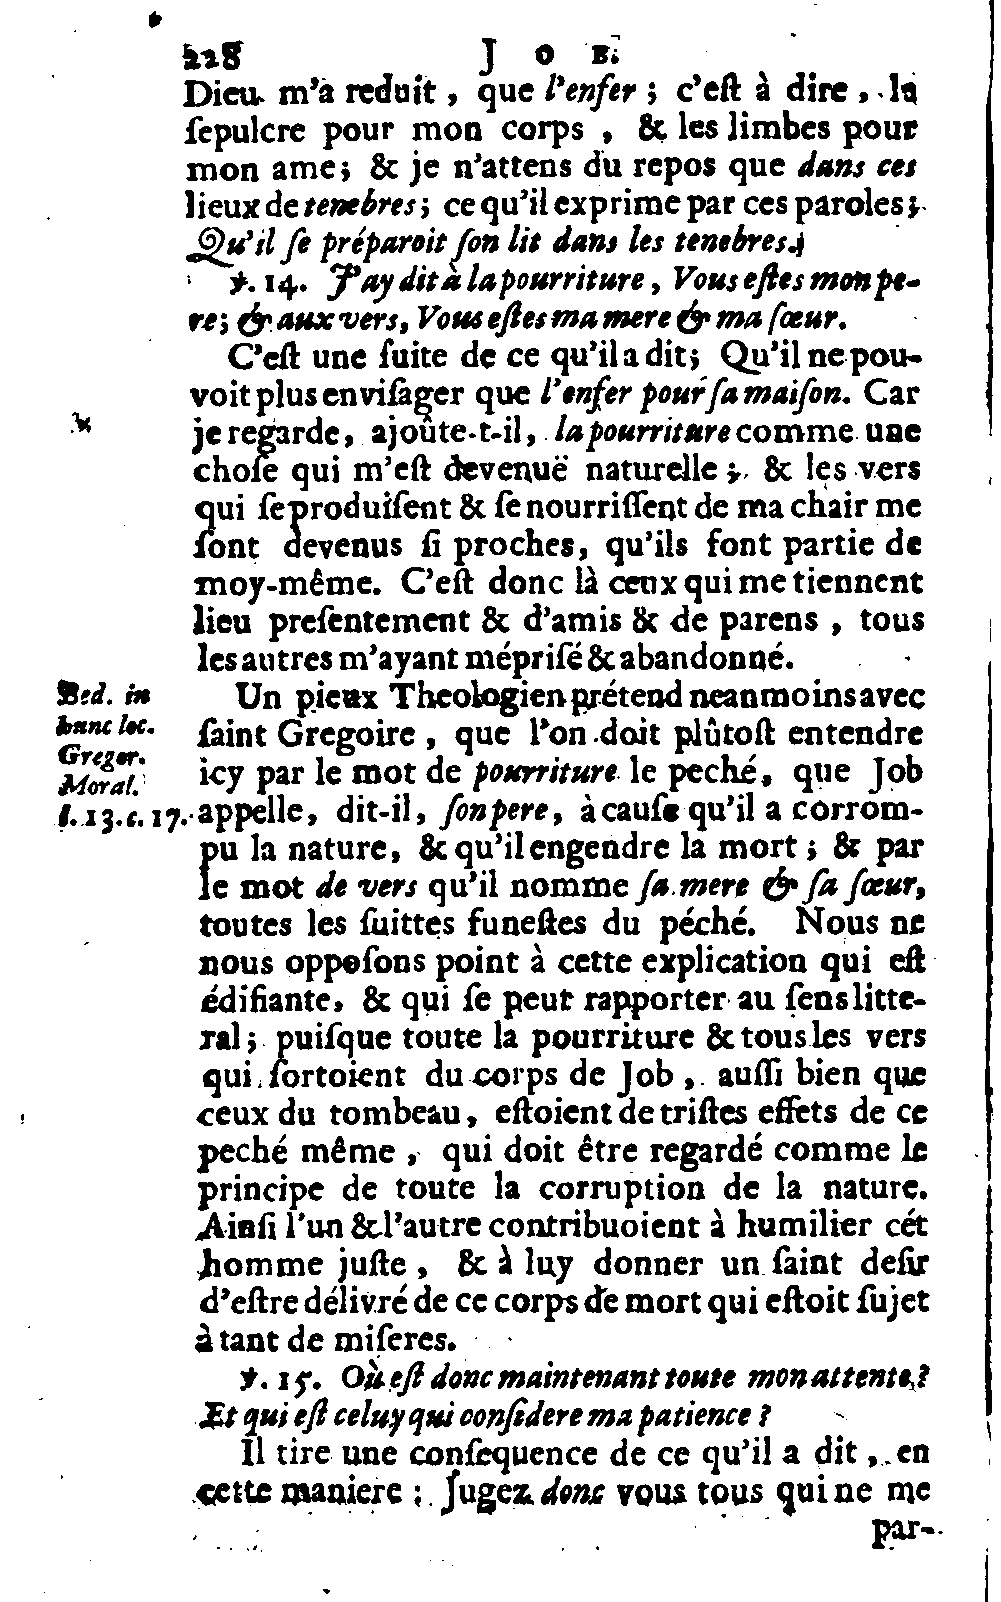 228 JOB.
Dieu m'a reduit, que l'enfer; c'eſt à dire, le
ſepulcre pour mon corps, & les limbes pour
mon ame; & je n'attens du repos que dans ces
lieux de tenebres; ce qu'il exprime par ces paroles;
Qu'il ſe préparoit ſon lit dans les tenebres.
℣. 14. J'ay dit à la pourriture, Vous eſtes mon pe-
re; & aux vers, Vous eſtes ma mere & ma ſœur.
C'eſt une ſuite de ce qu'il a dit; Qu'il ne pou-
voit plus enviſager que l'enfer pour ſa maiſon. Car
je regarde, ajoûte-t-il, la pourriture comme une
choſe qui m'eſt devenuë naturelle; & les vers
qui ſe produiſent & ſe nourriſſent de ma chair me
ſont devenus ſi proches, qu'ils font partie de
moy-même. C'eſt donc là ceux qui me tiennent
lieu preſentement & d'amis & de parens, tous
les autres m'ayant mépriſé & abandonné.
Bed. in
hunc loc.
Gregor.
Moral.
l. 13. c. 17.
Un pieux Theologien prétend neanmoins avec
ſaint Gregoire, que l'on doit plûtoſt entendre
icy par le mot de pourriture le peché, que Job
appelle, dit-il, ſon pere, à cauſe qu'il a corrom-
pu la nature, & qu'il engendre la mort; & par
le mot de vers qu'il nomme ſa mere & ſa ſœur,
toutes les ſuittes funeſtes du péché. Nous ne
nous oppoſons point à cette explication qui eſt
édifiante, & qui ſe peut rapporter au ſens litte-
ral; puiſque toute la pourriture & tous les vers
qui ſortoient du corps de Job, auſſi bien que
ceux du tombeau, eſtoient de triſtes effets de ce
peché même, qui doit être regardé comme le
principe de toute la corruption de la nature.
Ainſi l'un & l'autre contribuoient à humilier cét
homme juſte, & à luy donner un ſaint deſir
d'eſtre délivré de ce corps de mort qui eſtoit ſujet
à tant de miſeres.
℣. 15. Où eſt donc maintenant toute mon attente?
Et qui eſt celuy qui conſidere ma patience?
Il tire une conſequence de ce qu'il a dit, en
cette maniere; Jugez donc vous tous qui ne me
par-